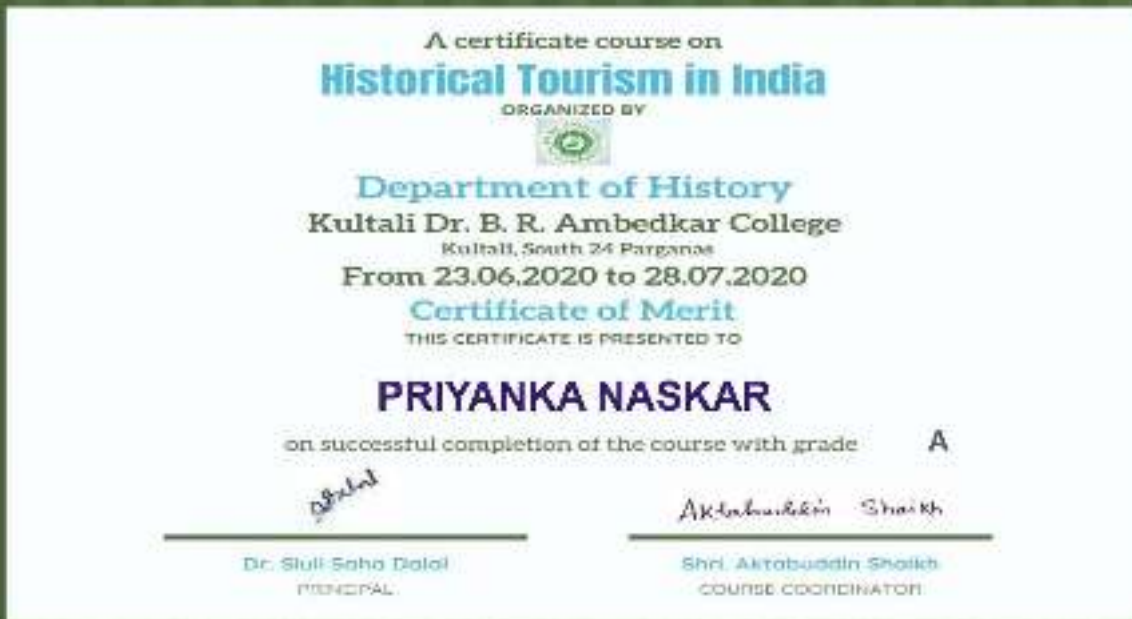 A certificate course on
Historical Tourism in India
ORGANIZED BY
Department of History
Kultali Dr. B. R. Ambedkar College
Kultali, South 24 Parganas
From 23.06.2020 to 28.07.2020
Certificate of Merit
THIS CERTIFICATE IS PRESENTED TO
PRIYANKA NASKAR
on successful completion of the course with grade A
Aktabuddin Shaikh
Dr. Siuli Saha Dalal
Shri. Aktabuddin Shaikh
PRINCIPAL
COURSE COORDINATOR